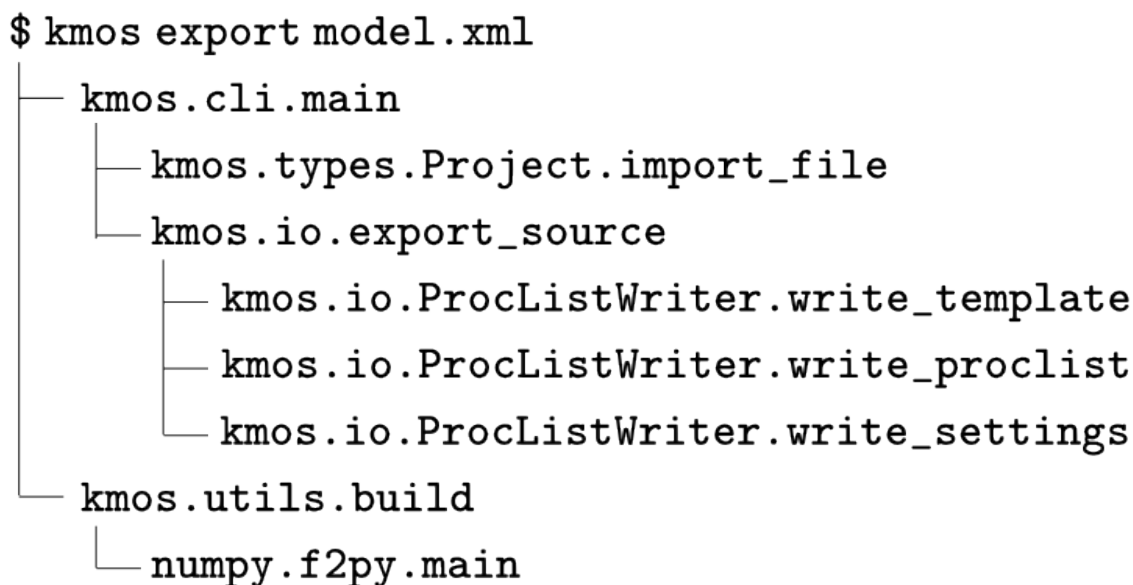 $ kmos export model.xml
kmos.cli.main
kmos.types.Project.import_file
kmos.io.export_source
kmos.io.ProcListWriter.write_template
kmos.io.ProcListWriter.write_proclist
kmos.io.ProcListWriter.write_settings
kmos.utils.build
numpy.f2py.main